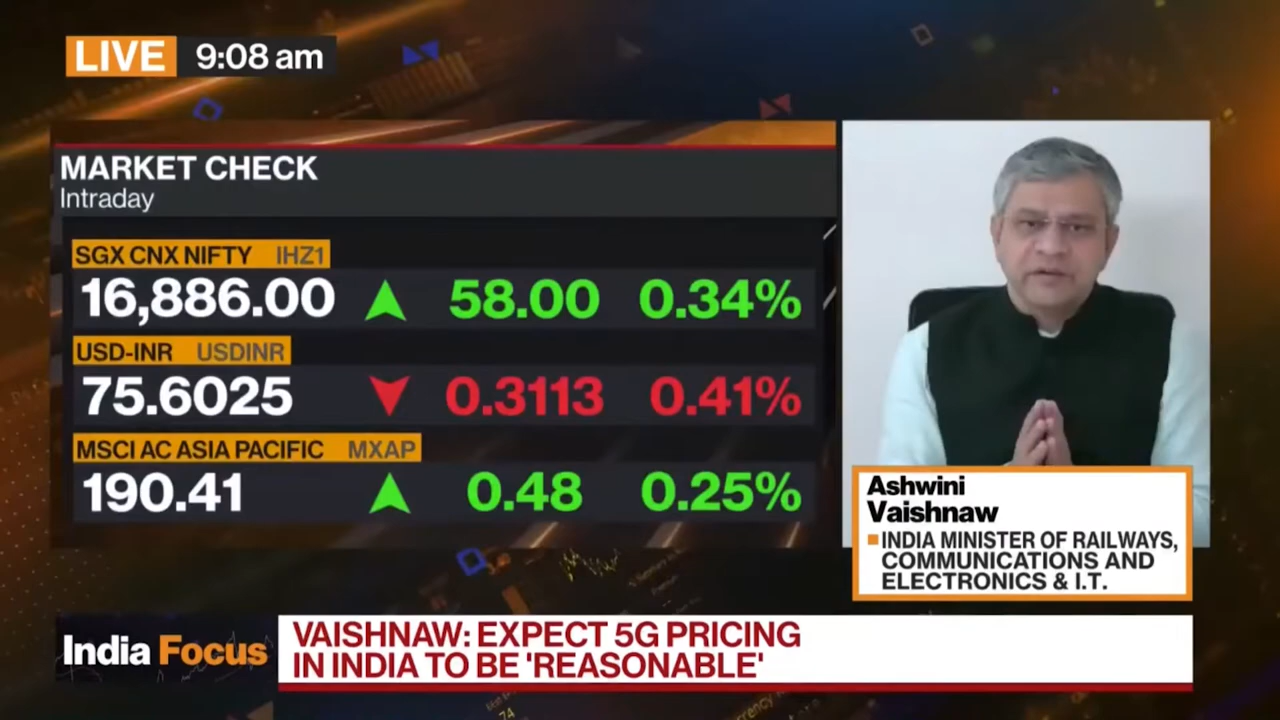 LIVE 9:08 am
MARKET CHECK
Intraday
SGX CNX NIFTY IHZ1
16,886.00 ▲ 58.00 0.34%
USD-INR USDINR
75.6025 ▼ 0.3113 0.41%
MSCI AC ASIA PACIFIC MXAP
190.41 ▲ 0.48 0.25%
Ashwini
Vaishnaw
INDIA MINISTER OF RAILWAYS,
COMMUNICATIONS AND
ELECTRONICS & I.T.
India Focus
VAISHNAW: EXPECT 5G PRICING
IN INDIA TO BE 'REASONABLE'
74